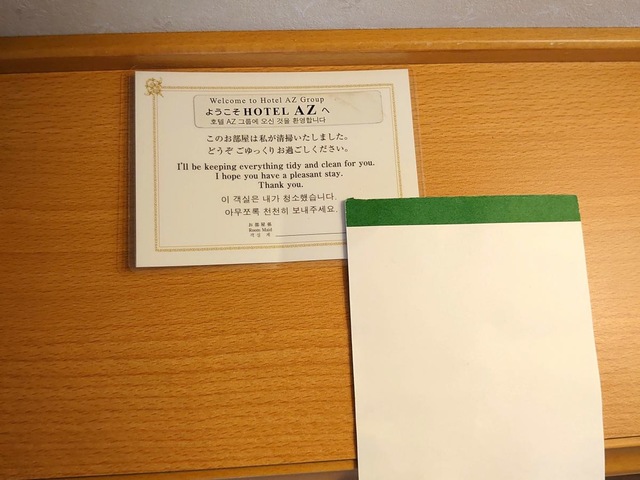 Welcome to Hotel AZ Group
ようこそ HOTEL AZ へ
호텔 AZ 그룹에 오신 것을 환영합니다
このお部屋は私が清掃いたしました。
どうぞ ごゆっくりお過ごしください。
I'll be keeping everything tidy and clean for you.
I hope you have a pleasant stay.
Thank you.
이 객실은 내가 청소했습니다.
아무쪼록 천천히 보내주세요.
お部屋係
Room Maid